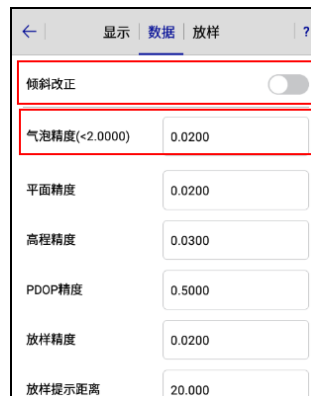 显示 数据 放样 ?
倾斜改正
气泡精度(<2.0000) 0.0200
平面精度 0.0200
高程精度 0.0300
PDOP精度 0.5000
放样精度 0.0200
放样提示距离 20.000